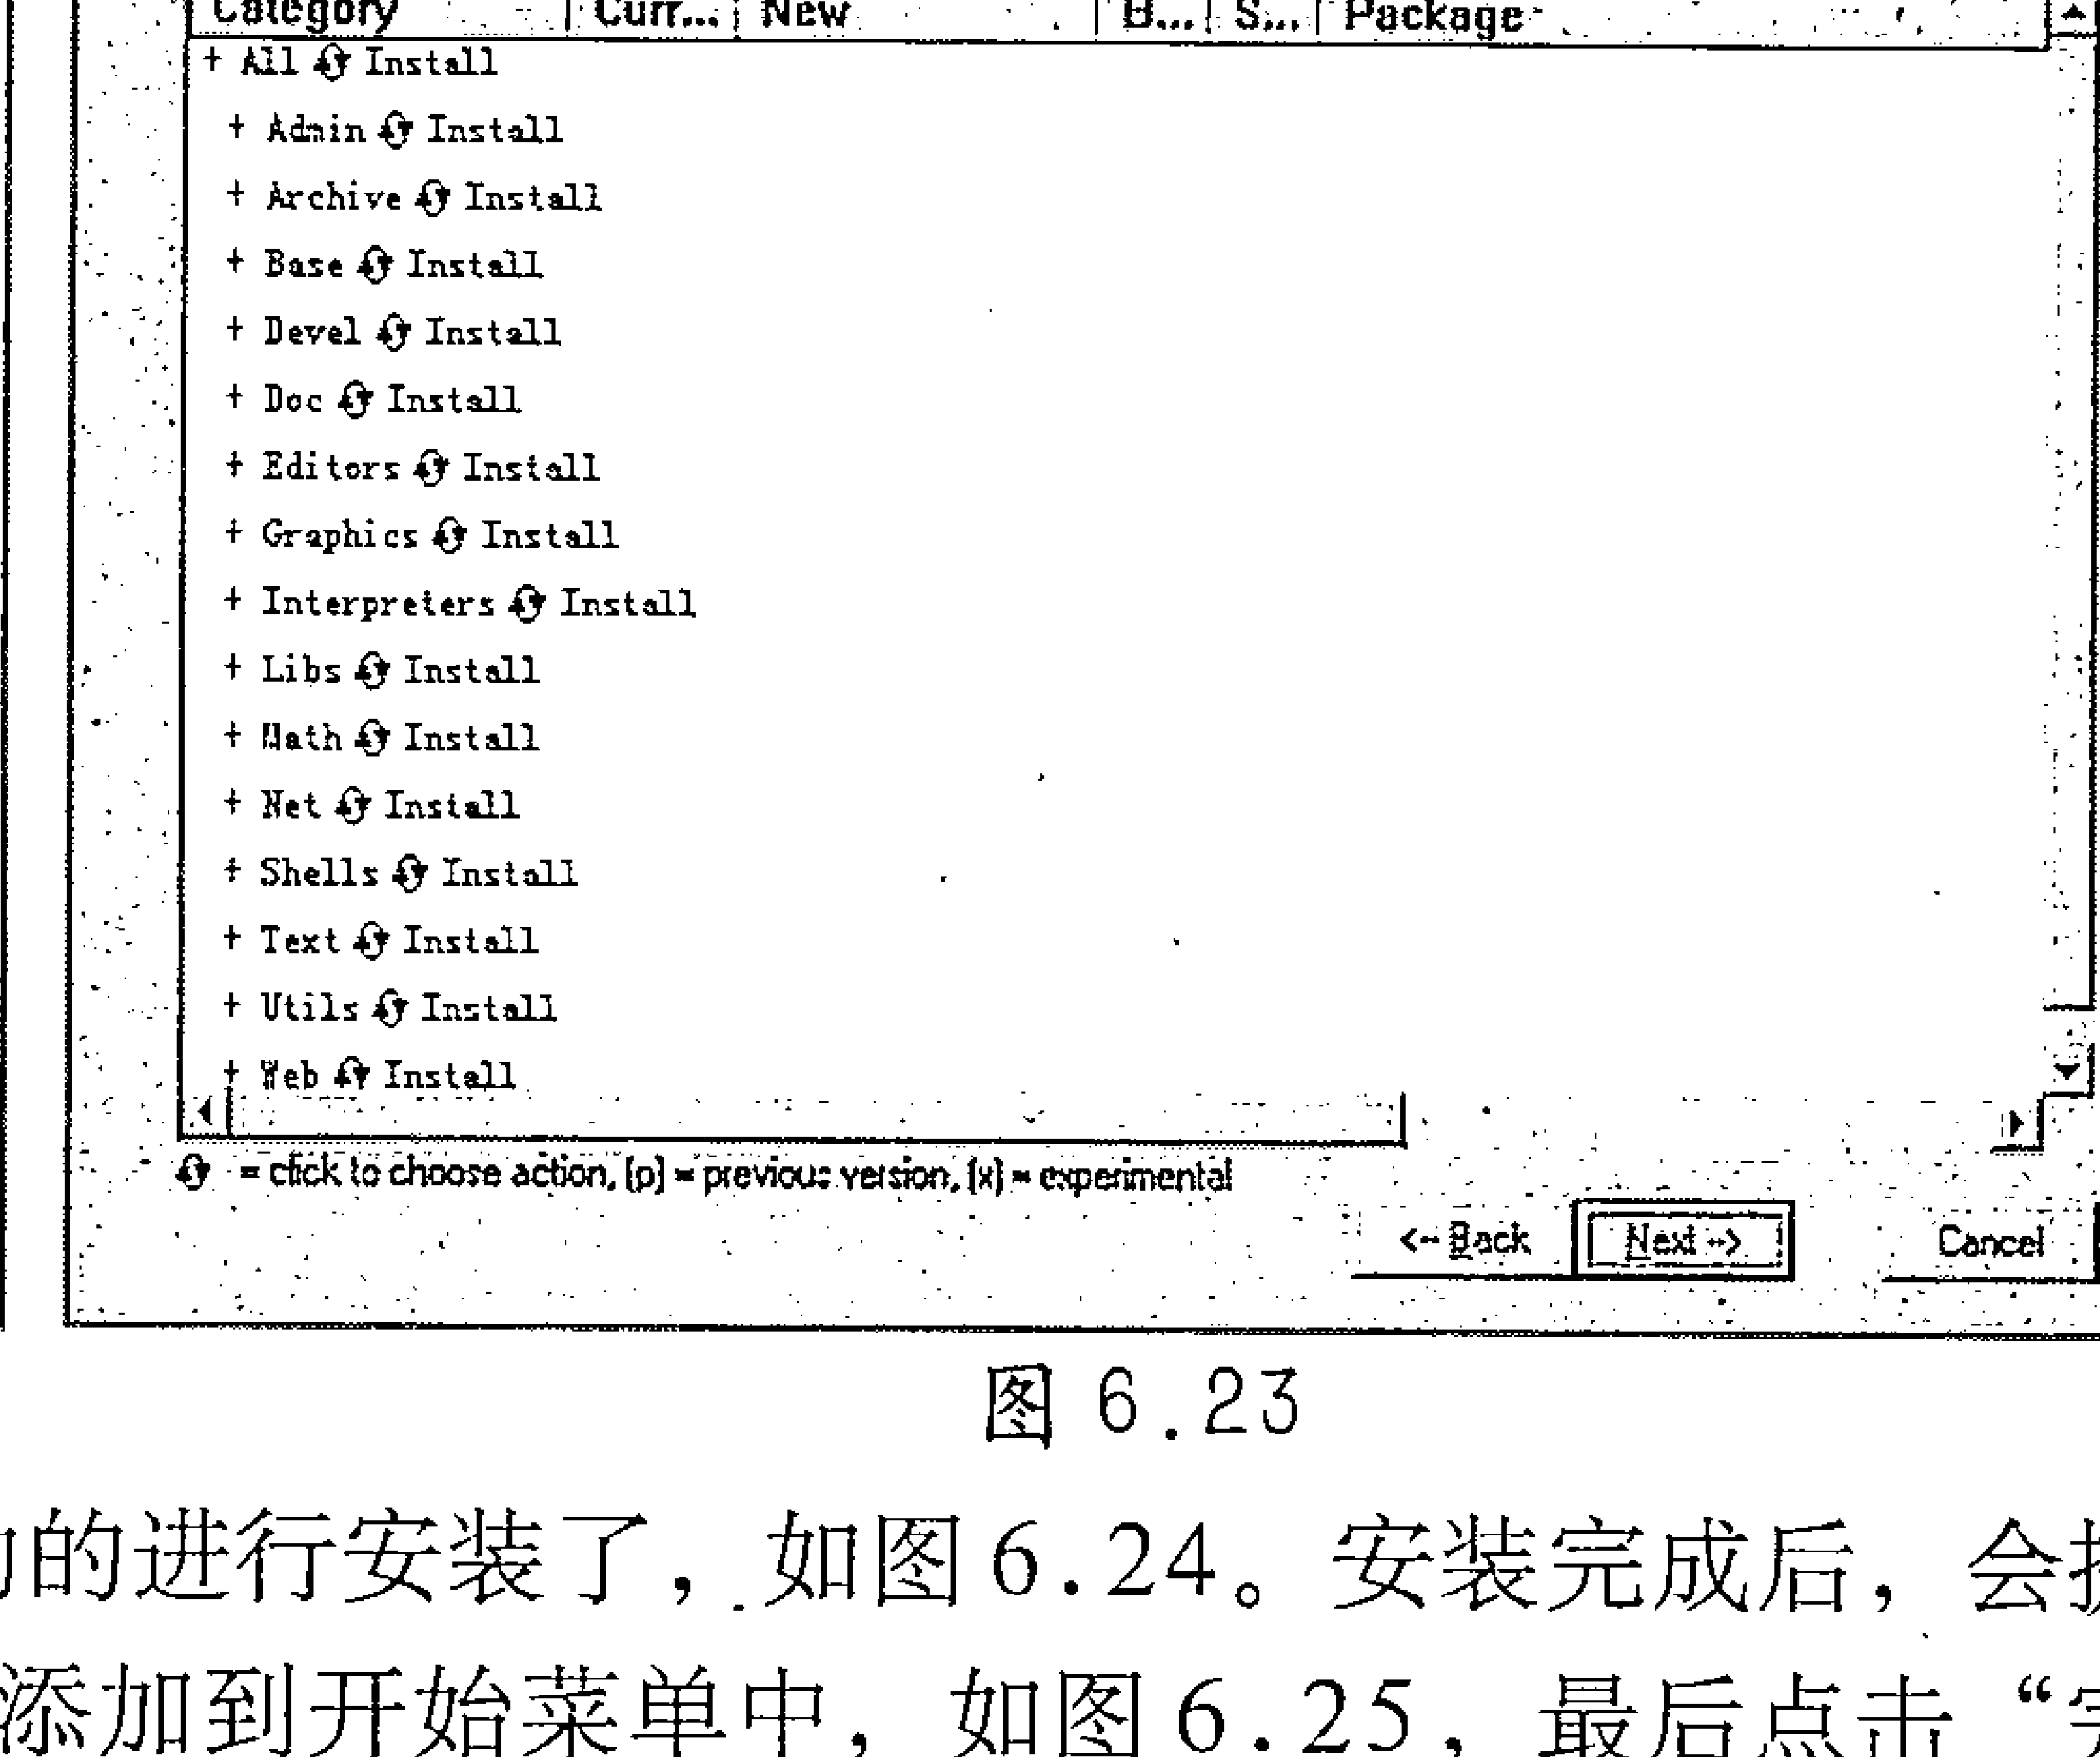 Category Curr... New B... S... Package
+ All Install
+ Admin Install
+ Archive Install
+ Base Install
+ Devel Install
+ Doc Install
+ Editors Install
+ Graphics Install
+ Interpreters Install
+ Libs Install
+ Math Install
+ Net Install
+ Shells Install
+ Text Install
+ Utils Install
+ Web Install
= click to choose action, (p) = previous version, (x) = experimental
<-- Back Next --> Cancel
图 6.23
的进行安装了，如图6.24。安装完成后，会
添加到开始菜单中，如图6.25，最后点击“